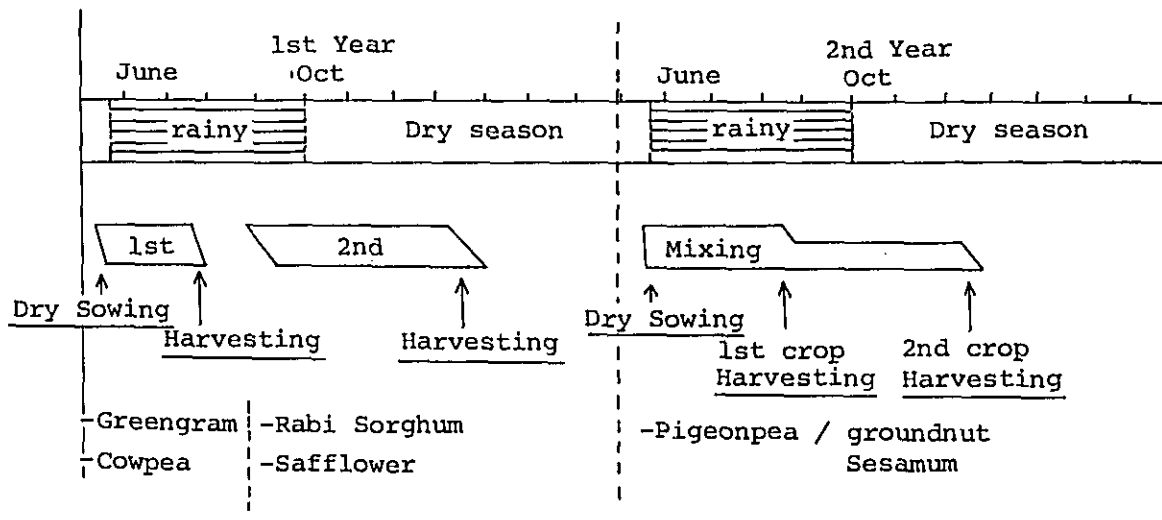 1st Year
2nd Year
June Oct June Oct
rainy Dry season rainy Dry season
1st 2nd Mixing
Dry Sowing
Harvesting
Harvesting
Dry Sowing
1st crop
Harvesting
2nd crop
Harvesting
-Greengram
-Cowpea
-Rabi Sorghum
-Safflower
-Pigeonpea / groundnut
Sesamum